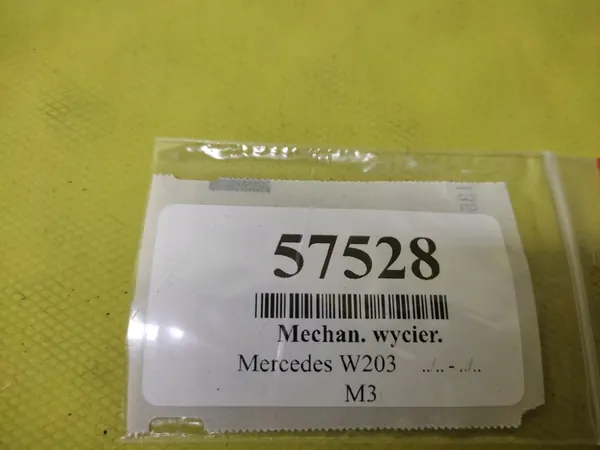 57528
Mechan. wycier.
Mercedes W203 ../.. - ../..
M3